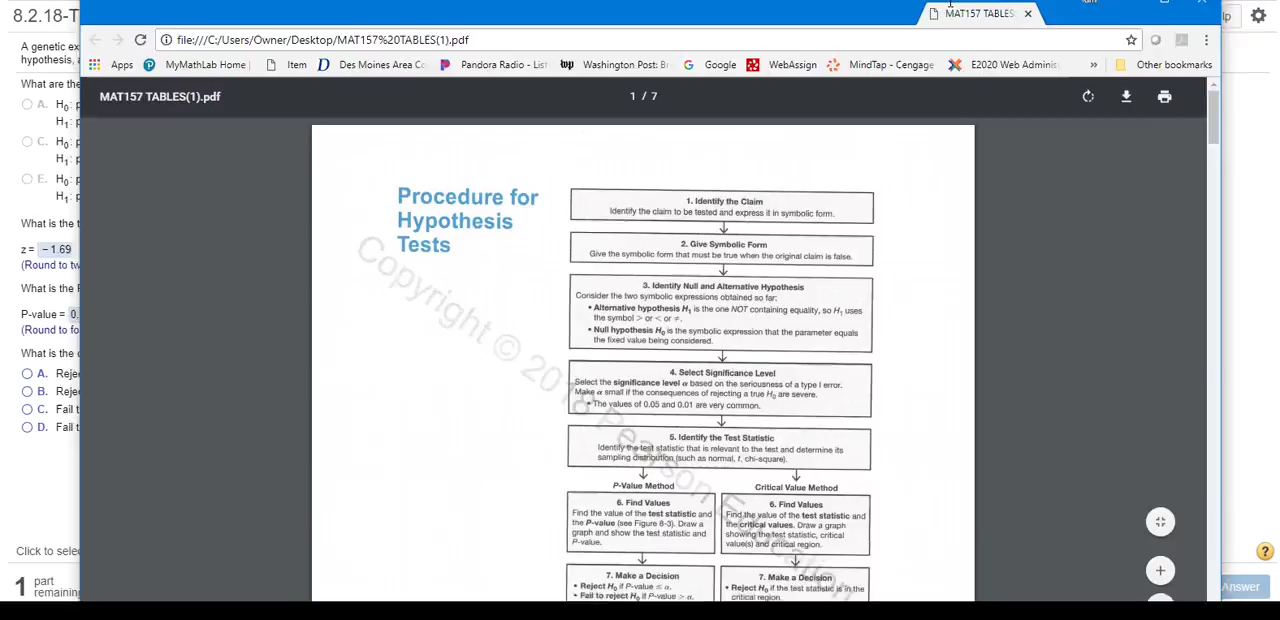 8.2.18-T
MAT157 TABLES
file:///C:/Users/Owner/Desktop/MAT157%20TABLES(1).pdf
Apps MyMathLab Home Item Des Moines Area Co Pandora Radio - List Washington Post: Br Google WebAssign MindTap - Cengage E2020 Web Adminis » Other bookmarks
MAT157 TABLES(1).pdf
1 / 7
A genetic ex
hypothesis, a
What are the
A. H0: p
H1: p
C. H0: p
H1: p
E. H0: p
H1: p
What is the t
z = − 1.69
(Round to tw
What is the P
P-value = 0.
(Round to fo
What is the c
A. Reje
B. Reje
C. Fail t
D. Fail t
Click to selec
1 part
remaining
?
Answer
Procedure for
Hypothesis
Tests
1. Identify the Claim
Identify the claim to be tested and express it in symbolic form.
2. Give Symbolic Form
Give the symbolic form that must be true when the original claim is false.
3. Identify Null and Alternative Hypothesis
Consider the two symbolic expressions obtained so far:
• Alternative hypothesis H1 is the one NOT containing equality, so H1 uses
the symbol > or < or ≠.
• Null hypothesis H0 is the symbolic expression that the parameter equals
the fixed value being considered.
4. Select Significance Level
Select the significance level α based on the seriousness of a type I error.
Make α small if the consequences of rejecting a true H0 are severe.
• The values of 0.05 and 0.01 are very common.
5. Identify the Test Statistic
Identify the test statistic that is relevant to the test and determine its
sampling distribution (such as normal, t, chi-square).
P-Value Method
6. Find Values
Find the value of the test statistic and
the P-value (see Figure 8-3). Draw a
graph and show the test statistic and
P-value.
7. Make a Decision
• Reject H0 if P-value ≤ α.
• Fail to reject H0 if P-value > α.
Critical Value Method
6. Find Values
Find the value of the test statistic and
the critical values. Draw a graph
showing the test statistic, critical
value(s) and critical region.
7. Make a Decision
• Reject H0 if the test statistic is in the
critical region.
Copyright © 2018 Pearson Education